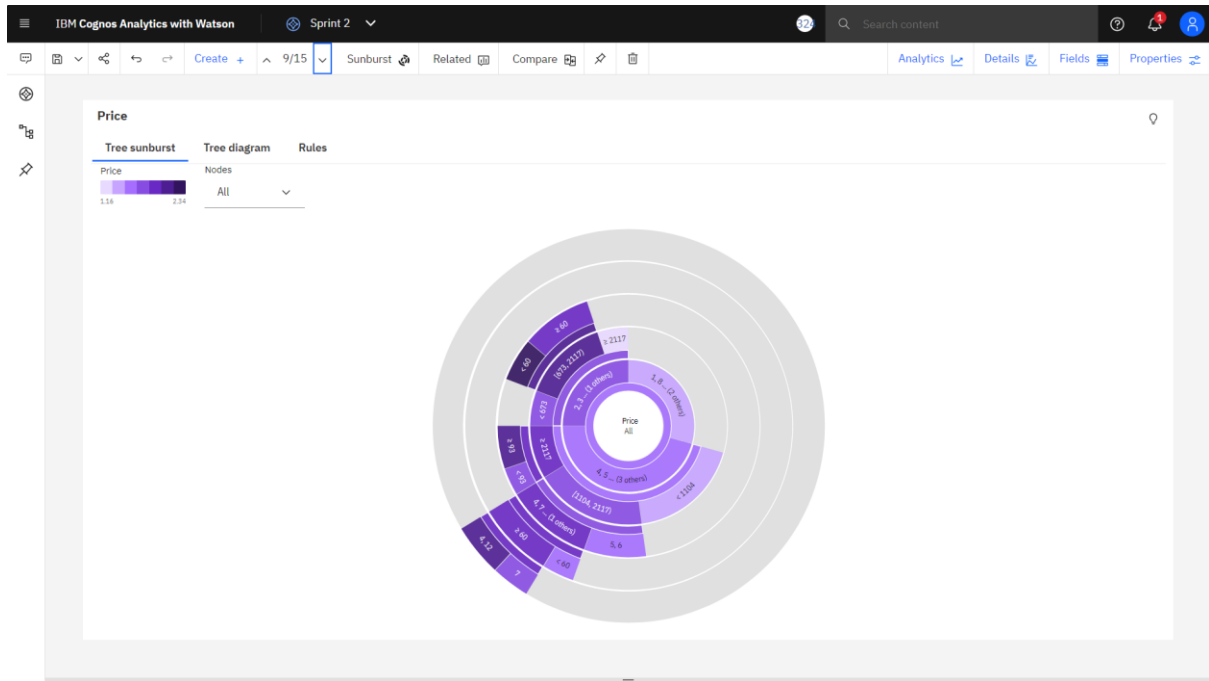 IBM Cognos Analytics with Watson
Sprint 2
324
Search content
1
Create +
9/15
Sunburst
Related
Compare
Analytics
Details
Fields
Properties
Price
Tree sunburst
Tree diagram
Rules
Price
1.16
2.34
Nodes
All
≥ 60
< 60
≥ 2117
[673, 2117)
< 673
2, 3 ... (1 others)
1, 8 ... (2 others)
Price
All
4, 5 ... (3 others)
≥ 2117
≥ 93
< 93
[1104, 2117)
< 1104
4, 7 ... (1 others)
5, 6
≥ 60
< 60
4, 12
7